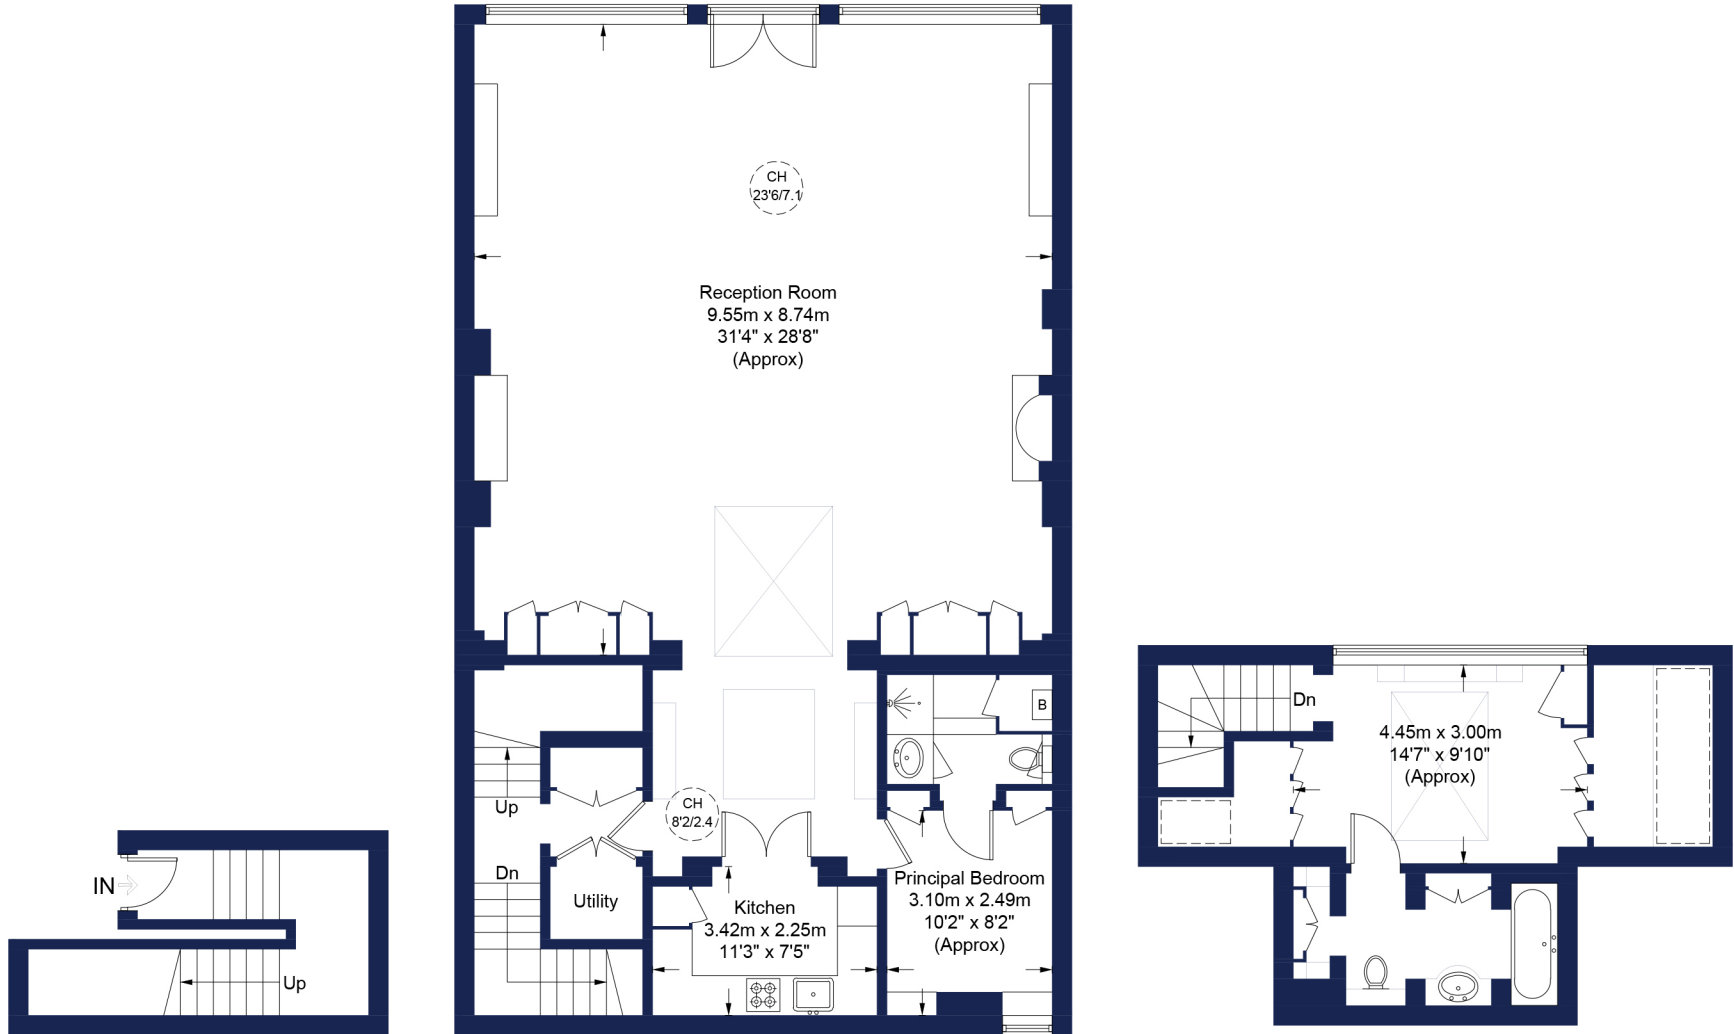 CH
23'6/7.1
Reception Room
9.55m x 8.74m
31'4" x 28'8"
(Approx)
B
Dn
4.45m x 3.00m
14'7" x 9'10"
(Approx)
Up
CH
8'2/2.4
Dn
Utility
Kitchen
3.42m x 2.25m
11'3" x 7'5"
Principal Bedroom
3.10m x 2.49m
10'2" x 8'2"
(Approx)
IN
Up